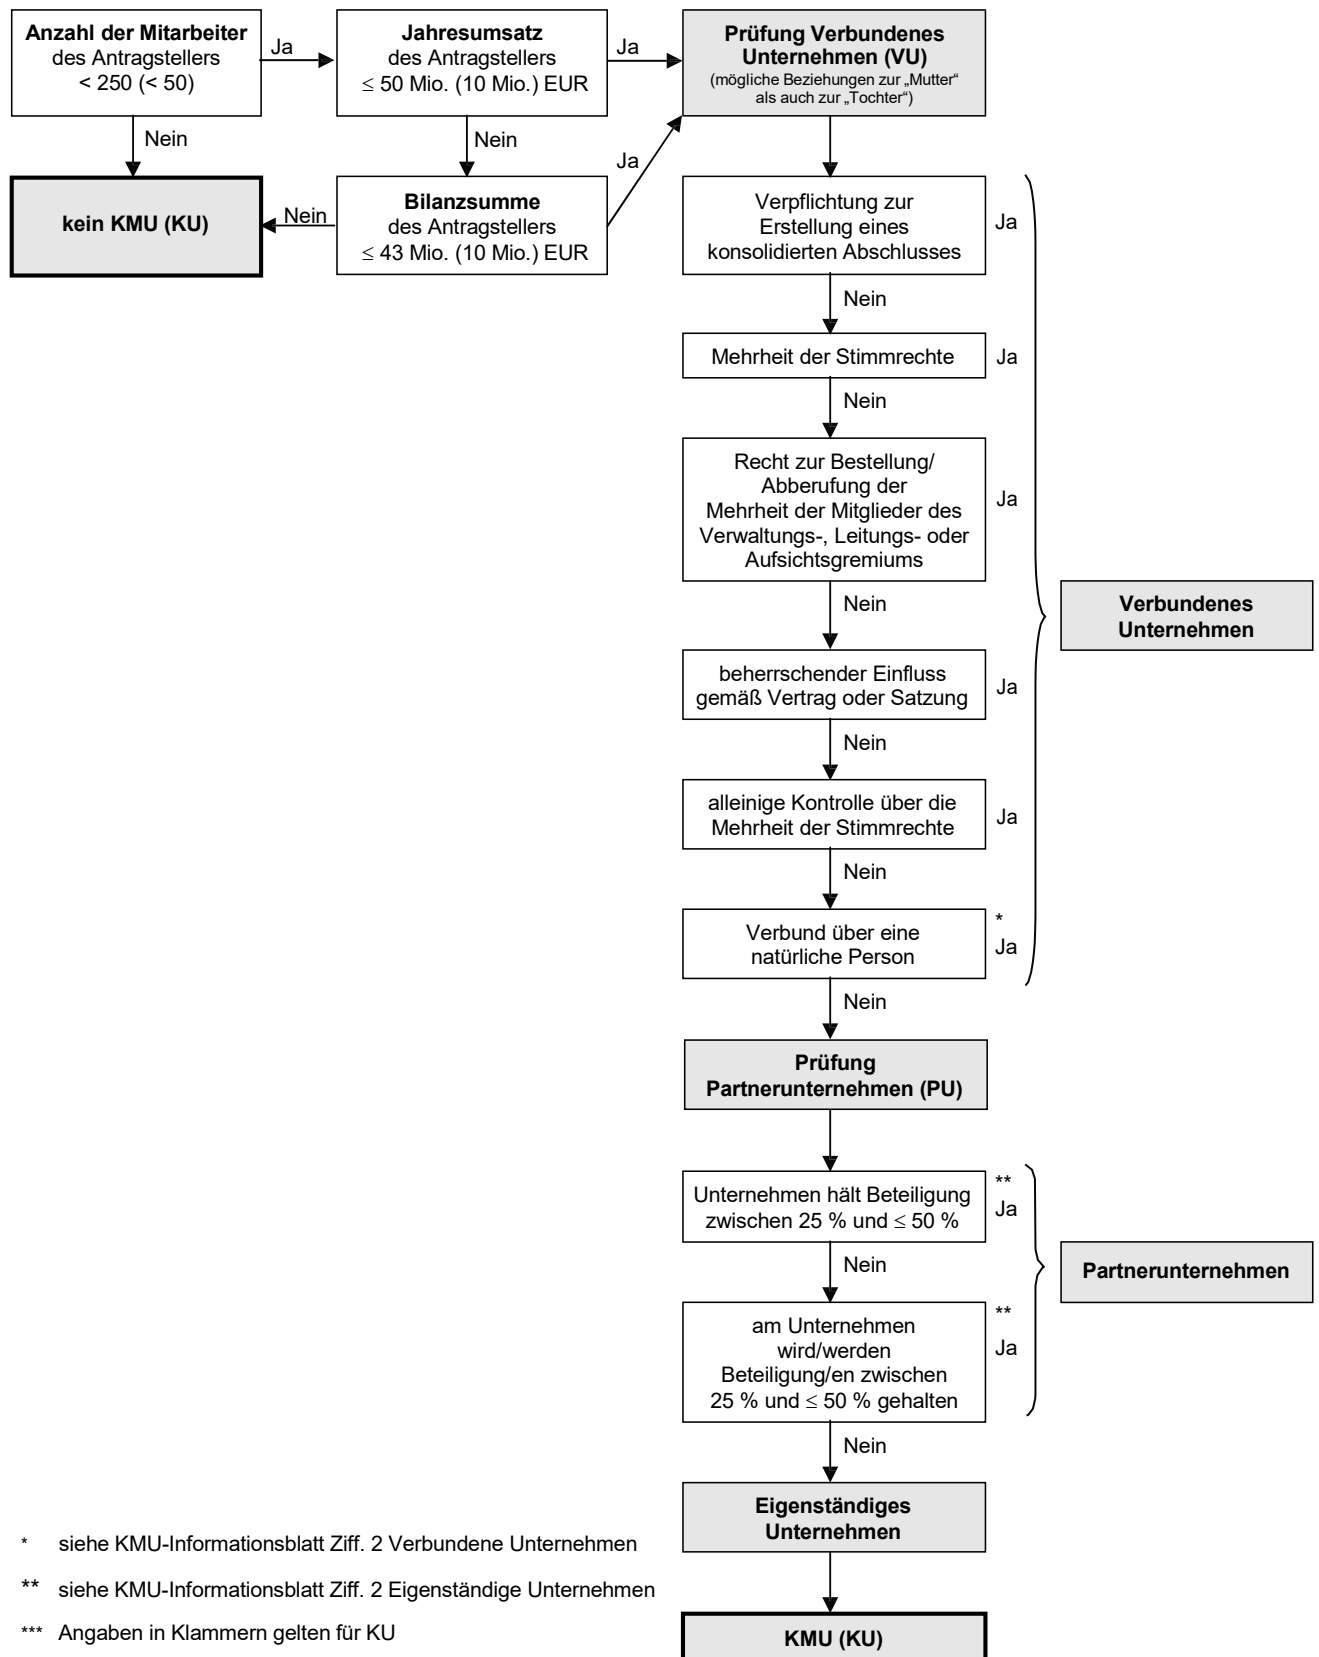 Anzahl der Mitarbeiter
des Antragstellers
< 250 (< 50)
Ja
Jahresumsatz
des Antragstellers
≤ 50 Mio. (10 Mio.) EUR
Ja
Prüfung Verbundenes
Unternehmen (VU)
(mögliche Beziehungen zur „Mutter“
als auch zur „Tochter“)
Nein
Nein
Ja
kein KMU (KU)
Nein
Bilanzsumme
des Antragstellers
≤ 43 Mio. (10 Mio.) EUR
Verpflichtung zur
Erstellung eines
konsolidierten Abschlusses
Ja
Nein
Mehrheit der Stimmrechte
Ja
Nein
Recht zur Bestellung/
Abberufung der
Mehrheit der Mitglieder des
Verwaltungs-, Leitungs- oder
Aufsichtsgremiums
Ja
Nein
Verbundenes
Unternehmen
beherrschender Einfluss
gemäß Vertrag oder Satzung
Ja
Nein
alleinige Kontrolle über die
Mehrheit der Stimmrechte
Ja
Nein
Verbund über eine
natürliche Person
*
Ja
Nein
Prüfung
Partnerunternehmen (PU)
Unternehmen hält Beteiligung
zwischen 25 % und ≤ 50 %
**
Ja
Nein
Partnerunternehmen
am Unternehmen
wird/werden
Beteiligung/en zwischen
25 % und ≤ 50 % gehalten
**
Ja
Nein
Eigenständiges
Unternehmen
* siehe KMU-Informationsblatt Ziff. 2 Verbundene Unternehmen
** siehe KMU-Informationsblatt Ziff. 2 Eigenständige Unternehmen
*** Angaben in Klammern gelten für KU
KMU (KU)